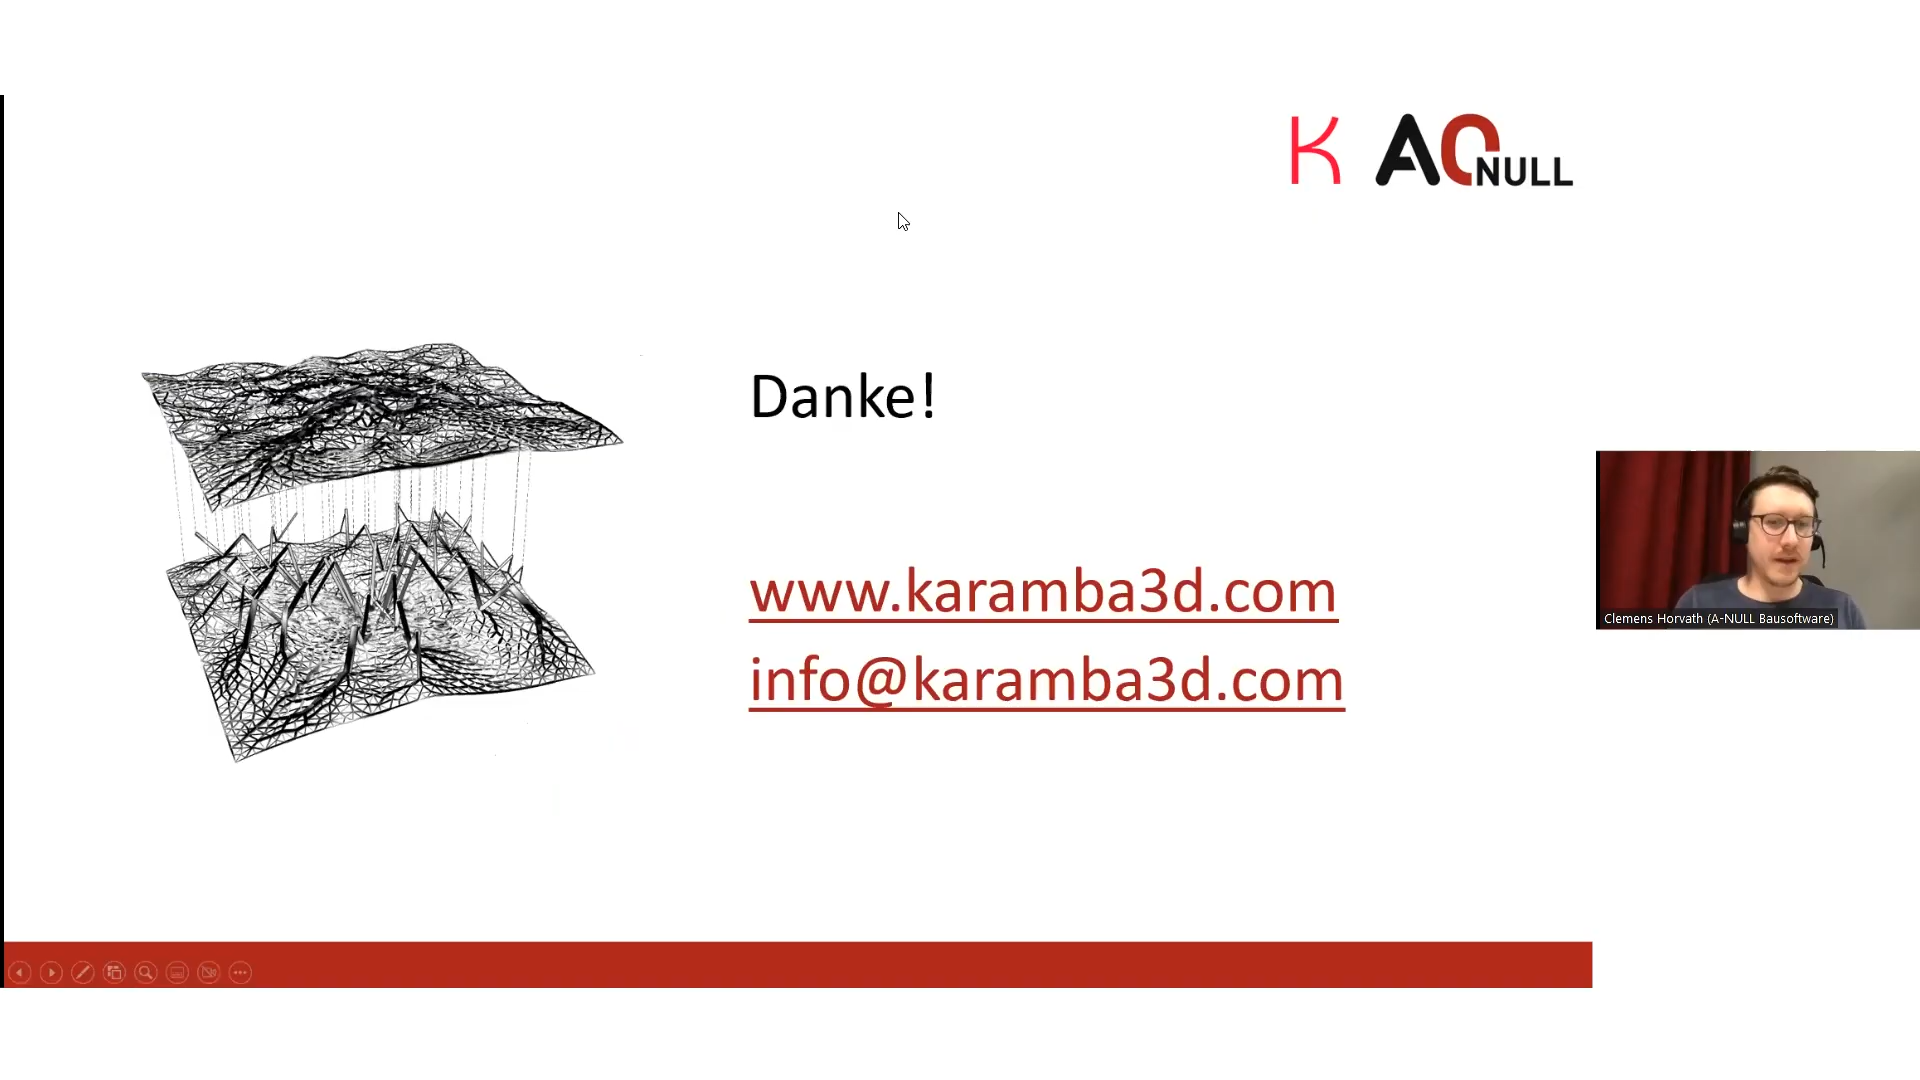 K A0NULL
Danke!
www.karamba3d.com
info@karamba3d.com
Clemens Horvath (A-NULL Bausoftware)